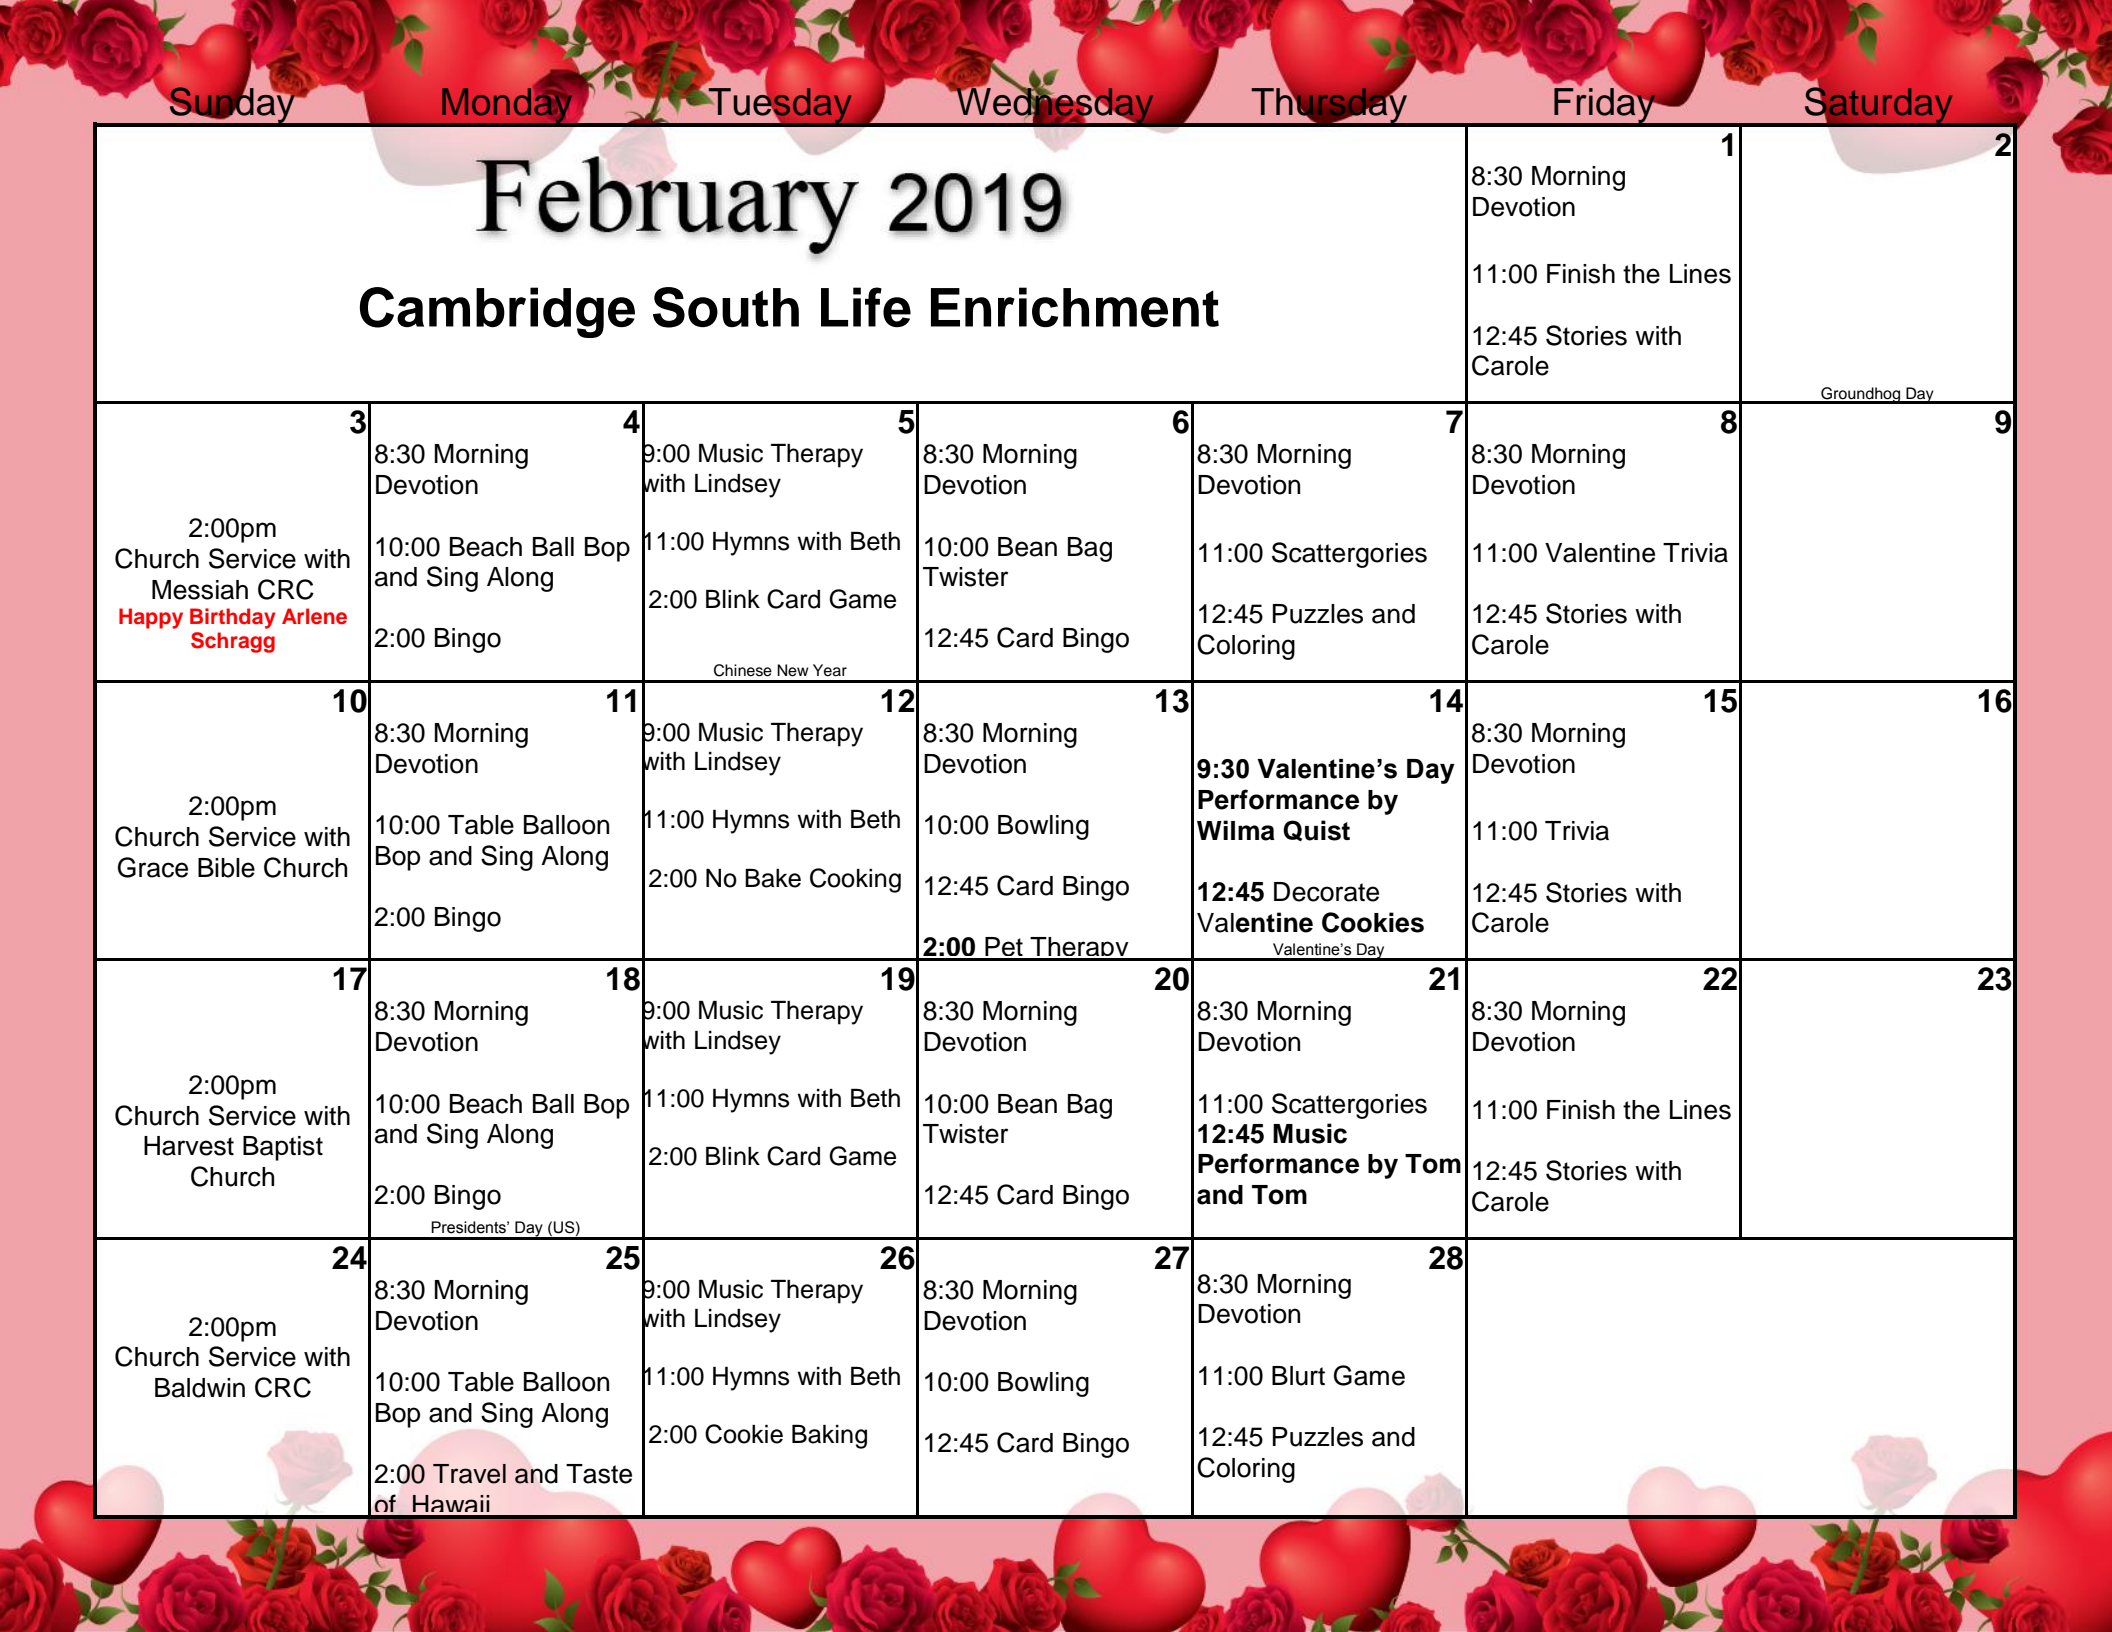 Sunday Monday Tuesday Wednesday Thursday Friday Saturday
February 2019
Cambridge South Life Enrichment
1
8:30 Morning
Devotion
11:00 Finish the Lines
12:45 Stories with
Carole
2
Groundhog Day
3
2:00pm
Church Service with
Messiah CRC
Happy Birthday Arlene
Schragg
4
8:30 Morning
Devotion
10:00 Beach Ball Bop
and Sing Along
2:00 Bingo
5
9:00 Music Therapy
with Lindsey
11:00 Hymns with Beth
2:00 Blink Card Game
Chinese New Year
6
8:30 Morning
Devotion
10:00 Bean Bag
Twister
12:45 Card Bingo
7
8:30 Morning
Devotion
11:00 Scattergories
12:45 Puzzles and
Coloring
8
8:30 Morning
Devotion
11:00 Valentine Trivia
12:45 Stories with
Carole
9
10
2:00pm
Church Service with
Grace Bible Church
11
8:30 Morning
Devotion
10:00 Table Balloon
Bop and Sing Along
2:00 Bingo
12
9:00 Music Therapy
with Lindsey
11:00 Hymns with Beth
2:00 No Bake Cooking
13
8:30 Morning
Devotion
10:00 Bowling
12:45 Card Bingo
2:00 Pet Therapy
14
9:30 Valentine’s Day
Performance by
Wilma Quist
12:45 Decorate
Valentine Cookies
Valentine’s Day
15
8:30 Morning
Devotion
11:00 Trivia
12:45 Stories with
Carole
16
17
2:00pm
Church Service with
Harvest Baptist
Church
18
8:30 Morning
Devotion
10:00 Beach Ball Bop
and Sing Along
2:00 Bingo
Presidents’ Day (US)
19
9:00 Music Therapy
with Lindsey
11:00 Hymns with Beth
2:00 Blink Card Game
20
8:30 Morning
Devotion
10:00 Bean Bag
Twister
12:45 Card Bingo
21
8:30 Morning
Devotion
11:00 Scattergories
12:45 Music
Performance by Tom
and Tom
22
8:30 Morning
Devotion
11:00 Finish the Lines
12:45 Stories with
Carole
23
24
2:00pm
Church Service with
Baldwin CRC
25
8:30 Morning
Devotion
10:00 Table Balloon
Bop and Sing Along
2:00 Travel and Taste
of Hawaii
26
9:00 Music Therapy
with Lindsey
11:00 Hymns with Beth
2:00 Cookie Baking
27
8:30 Morning
Devotion
10:00 Bowling
12:45 Card Bingo
28
8:30 Morning
Devotion
11:00 Blurt Game
12:45 Puzzles and
Coloring